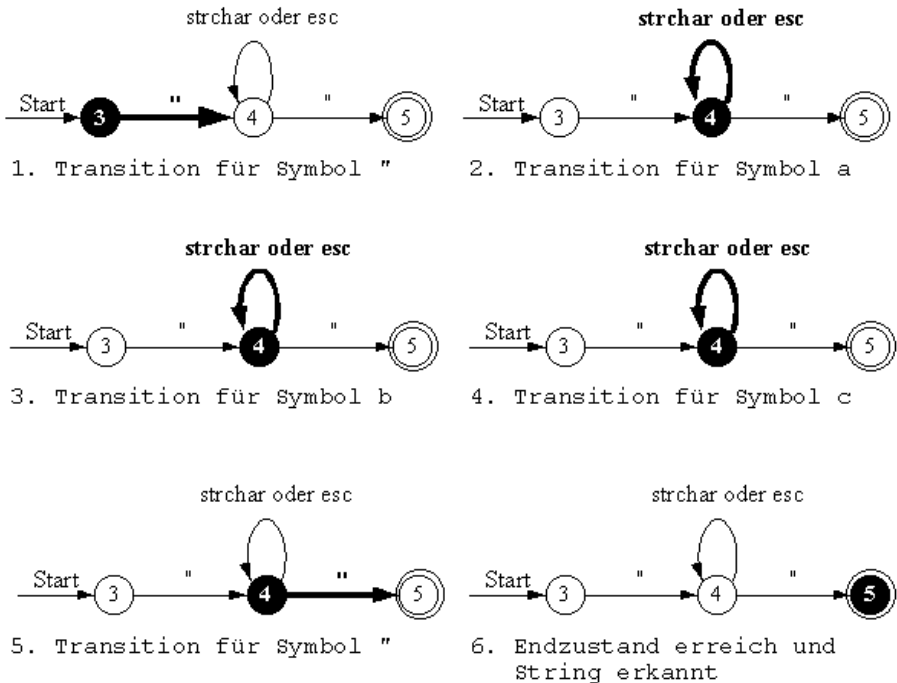 strchar oder esc
Start 3 " 4 " 5
1. Transition für Symbol "
strchar oder esc
Start 3 " 4 " 5
2. Transition für Symbol a
strchar oder esc
Start 3 " 4 " 5
3. Transition für Symbol b
strchar oder esc
Start 3 " 4 " 5
4. Transition für Symbol c
strchar oder esc
Start 3 " 4 " 5
5. Transition für Symbol "
strchar oder esc
Start 3 " 4 " 5
6. Endzustand erreich und
String erkannt